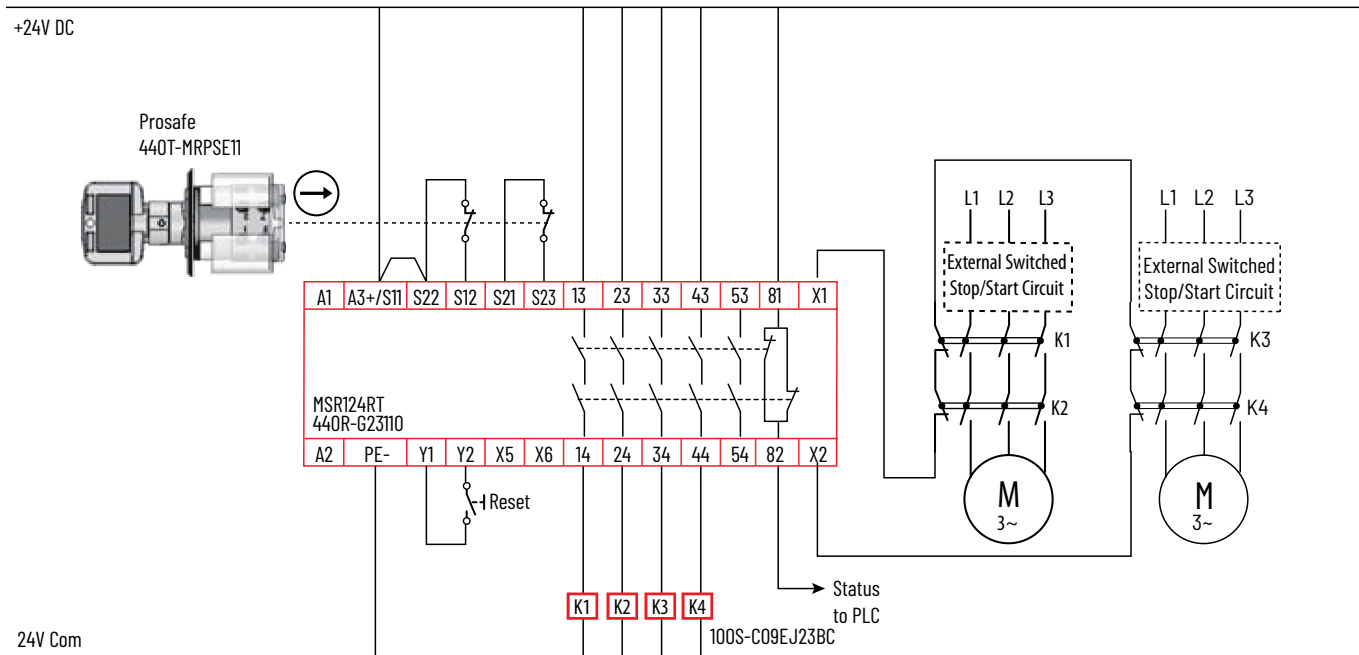 +24V DC
Prosafe
440T-MRPSE11
L1 L2 L3
L1 L2 L3
External Switched
Stop/Start Circuit
External Switched
Stop/Start Circuit
A1 A3+/S11 S22 S12 S21 S23 13 23 33 43 53 81 X1
K1
K3
MSR124RT
440R-G23110
K2
K4
A2 PE- Y1 Y2 X5 X6 14 24 34 44 54 82 X2
Reset
M
3~
M
3~
K1 K2 K3 K4
Status
to PLC
100S-C09EJ23BC
24V Com